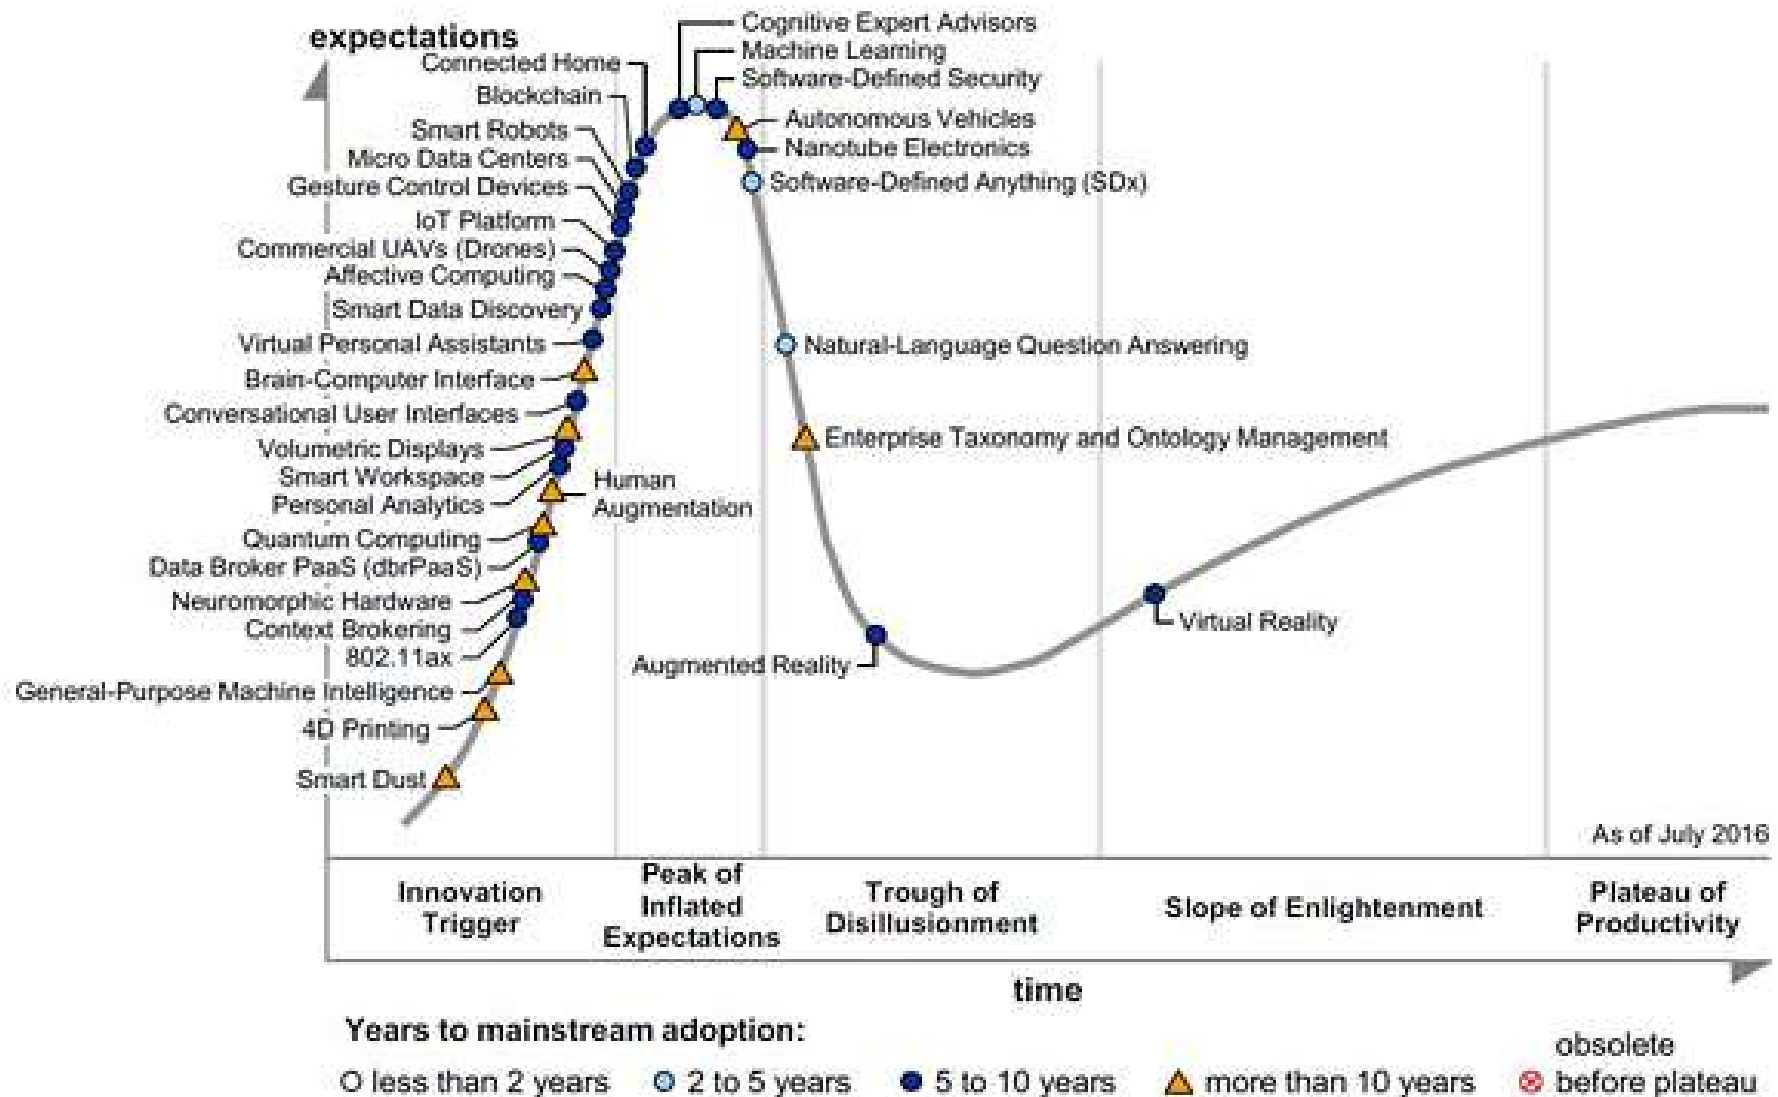 expectations
Cognitive Expert Advisors
Machine Learning
Connected Home
Software-Defined Security
Blockchain
Autonomous Vehicles
Smart Robots
Nanotube Electronics
Micro Data Centers
Software-Defined Anything (SDx)
Gesture Control Devices
IoT Platform
Commercial UAVs (Drones)
Affective Computing
Smart Data Discovery
Virtual Personal Assistants
Natural-Language Question Answering
Brain-Computer Interface
Conversational User Interfaces
Enterprise Taxonomy and Ontology Management
Volumetric Displays
Smart Workspace
Human
Augmentation
Personal Analytics
Quantum Computing
Data Broker PaaS (dbrPaaS)
Neuromorphic Hardware
Context Brokering
Virtual Reality
802.11ax
Augmented Reality
General-Purpose Machine Intelligence
4D Printing
Smart Dust
As of July 2016
Innovation
Trigger
Peak of
Inflated
Expectations
Trough of
Disillusionment
Slope of Enlightenment
Plateau of
Productivity
time
Years to mainstream adoption:
less than 2 years
2 to 5 years
5 to 10 years
more than 10 years
obsolete
before plateau